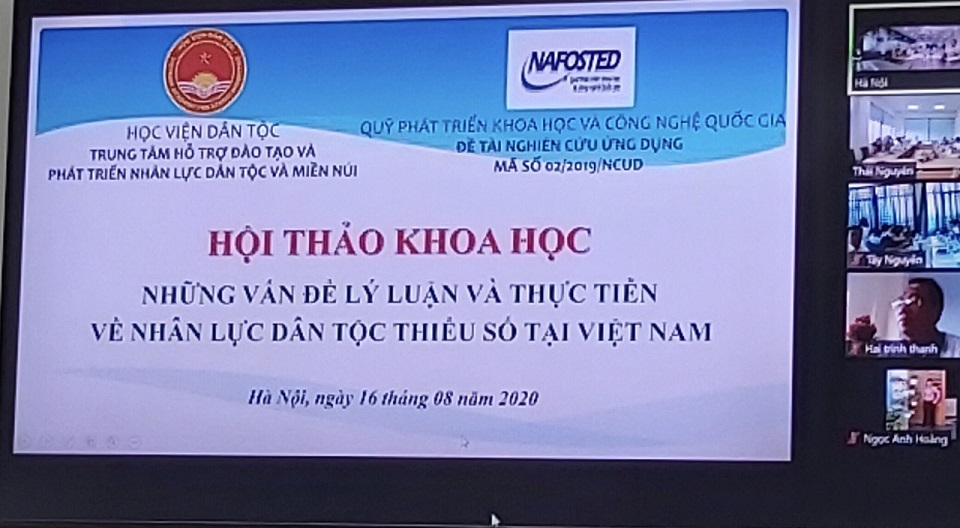 HỌC VIỆN DÂN TỘC
TRUNG TÂM HỖ TRỢ ĐÀO TẠO VÀ
PHÁT TRIỂN NHÂN LỰC DÂN TỘC VÀ MIỀN NÚI
NAFOSTED
QUỸ PHÁT TRIỂN KHOA HỌC VÀ CÔNG NGHỆ QUỐC GIA
ĐỀ TÀI NGHIÊN CỨU ỨNG DỤNG
MÃ SỐ 02/2019/NCUD
HỘI THẢO KHOA HỌC
NHỮNG VẤN ĐỀ LÝ LUẬN VÀ THỰC TIỄN
VỀ NHÂN LỰC DÂN TỘC THIỂU SỐ TẠI VIỆT NAM
Hà Nội, ngày 16 tháng 08 năm 2020
Hà Nội
Thái Nguyên
Tây Nguyên
Hai trinh thanh
Ngọc Anh Hoàng